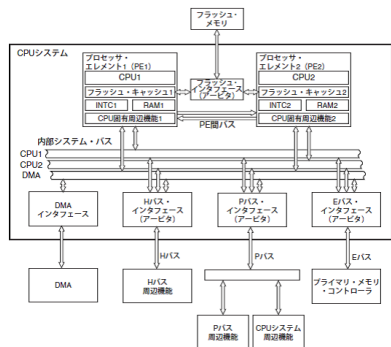 フラッシュ・
メモリ
CPUシステム
プロセッサ・
エレメント1（PE1）
CPU1
フラッシュ・キャッシュ1
INTC1
RAM1
CPU固有周辺機能1
フラッシュ・
インタフェース
（アービタ）
プロセッサ・
エレメント2（PE2）
CPU2
フラッシュ・キャッシュ2
INTC2
RAM2
CPU固有周辺機能2
PE間バス
内部システム・バス
CPU1
CPU2
DMA
DMA
インタフェース
Hバス・
インタフェース
（アービタ）
Pバス・
インタフェース
（アービタ）
Eバス・
インタフェース
（アービタ）
Hバス
Pバス
Eバス
DMA
Hバス
周辺機能
プライマリ・メモリ
・コントローラ
Pバス
周辺機能
CPUシステム
周辺機能